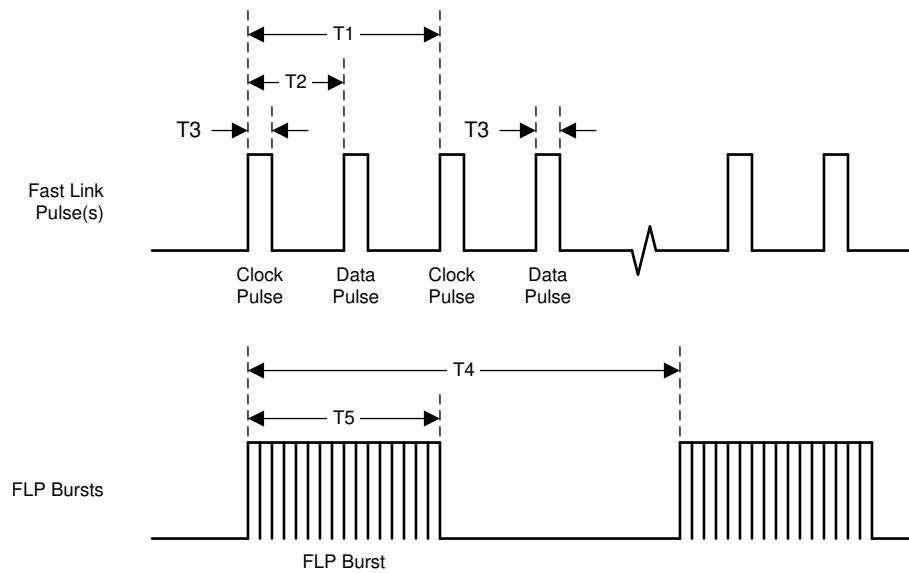 T1
T2
T3
T3
Fast Link
Pulse(s)
Clock
Pulse
Data
Pulse
Clock
Pulse
Data
Pulse
T4
T5
FLP Bursts
FLP Burst